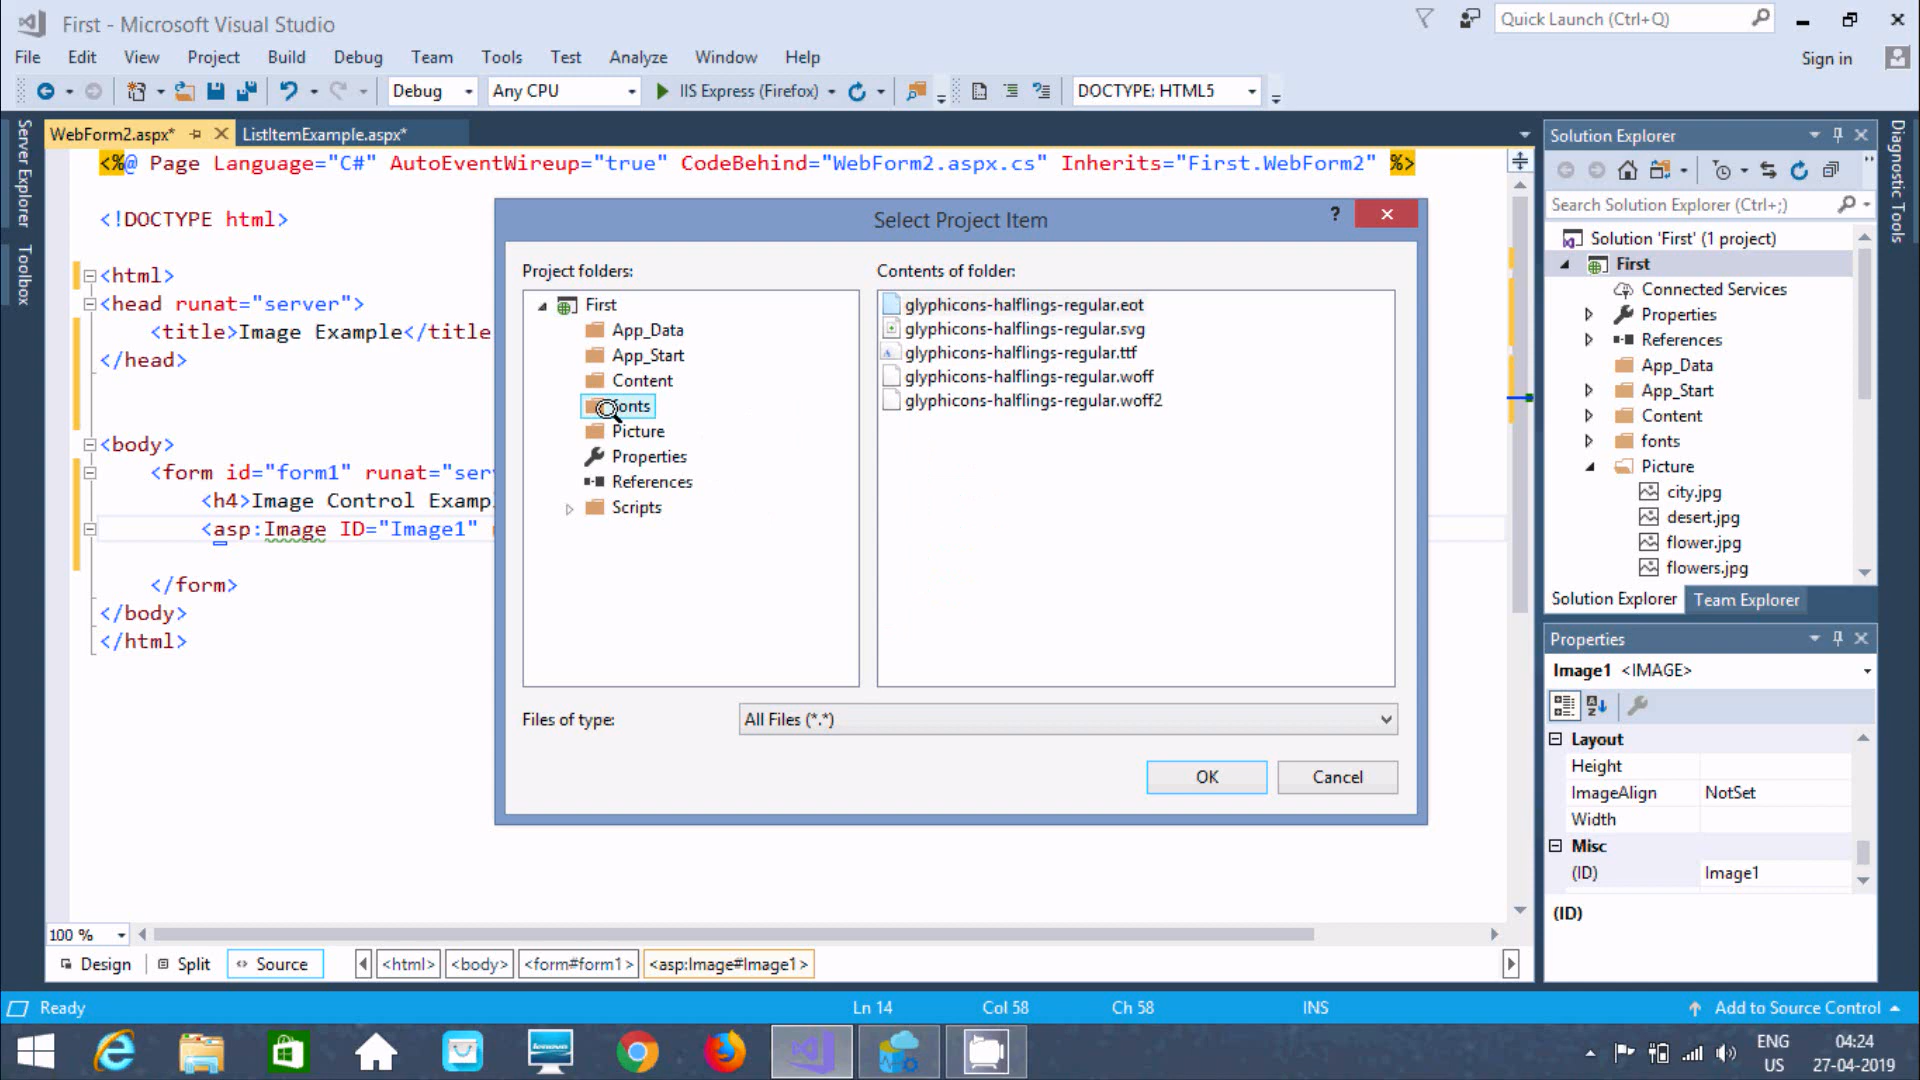 First - Microsoft Visual Studio
Quick Launch (Ctrl+Q)
File Edit View Project Build Debug Team Tools Test Analyze Window Help
Sign in
Debug Any CPU IIS Express (Firefox) DOCTYPE: HTML5
Server Explorer
Toolbox
WebForm2.aspx* ListItemExample.aspx*
<%@ Page Language="C#" AutoEventWireup="true" CodeBehind="WebForm2.aspx.cs" Inherits="First.WebForm2" %>
<!DOCTYPE html>
<html>
<head runat="server">
<title>Image Example</title
</head>
<body>
<form id="form1" runat="ser
<h4>Image Control Examp
<asp:Image ID="Image1"
</form>
</body>
</html>
Select Project Item
?
Project folders:
First
App_Data
App_Start
Content
Picture
Properties
References
Scripts
Contents of folder:
glyphicons-halflings-regular.eot
glyphicons-halflings-regular.svg
glyphicons-halflings-regular.ttf
glyphicons-halflings-regular.woff
glyphicons-halflings-regular.woff2
Files of type: All Files (*.*)
OK Cancel
Solution Explorer
Search Solution Explorer (Ctrl+;)
Solution 'First' (1 project)
First
Connected Services
Properties
References
App_Data
App_Start
Content
fonts
Picture
city.jpg
desert.jpg
flower.jpg
flowers.jpg
Solution Explorer Team Explorer
Diagnostic Tools
Properties
Image1 <IMAGE>
Layout
Height
ImageAlign NotSet
Width
Misc
(ID) Image1
(ID)
100 %
Design Split Source <html> <body> <form#form1> <asp:Image#Image1>
Ready Ln 14 Col 58 Ch 58 INS Add to Source Control
lenovo
ENG
US
04:24
27-04-2019